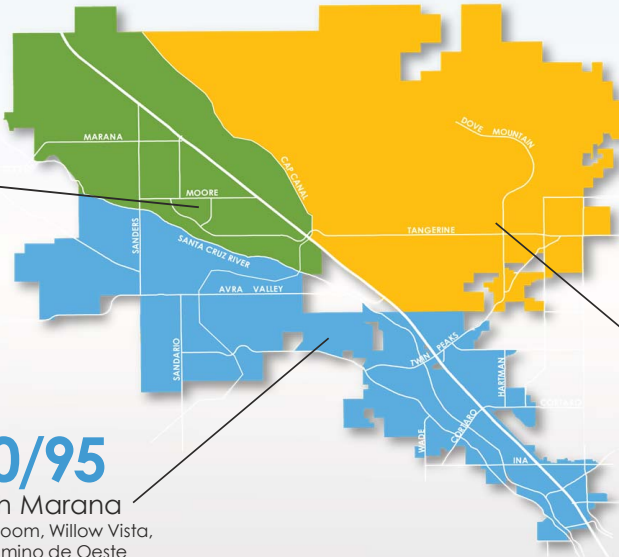 DOVE MOUNTAIN
MARANA
CAP CANAL
MOORE
SANDERS
TANGERINE
SANTA CRUZ RIVER
AVRA VALLEY
SANDARIO
TWIN PEAKS
HARTMAN
CORTARO
CORTARO
WADE
INA
0/95
n Marana
oom, Willow Vista,
mino de Oeste